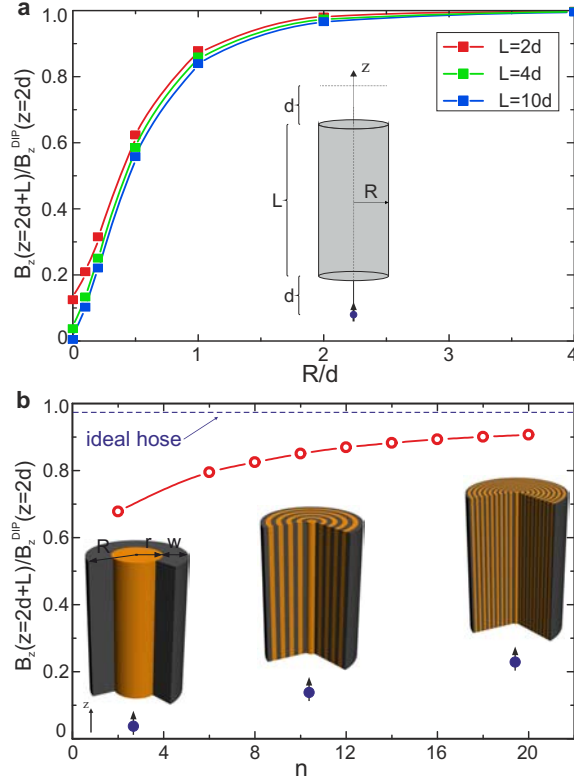 a
B_z(z=2d+L)/B_z^DIP(z=2d)
1.0
0.8
0.6
0.4
0.2
0
0
1
2
3
4
R/d
L=2d
L=4d
L=10d
z
d
L
R
d
b
B_z(z=2d+L)/B_z^DIP(z=2d)
1.0
0.8
0.6
0.4
0.2
0
0 4 8 12 16 20
n
ideal hose
R r w
z